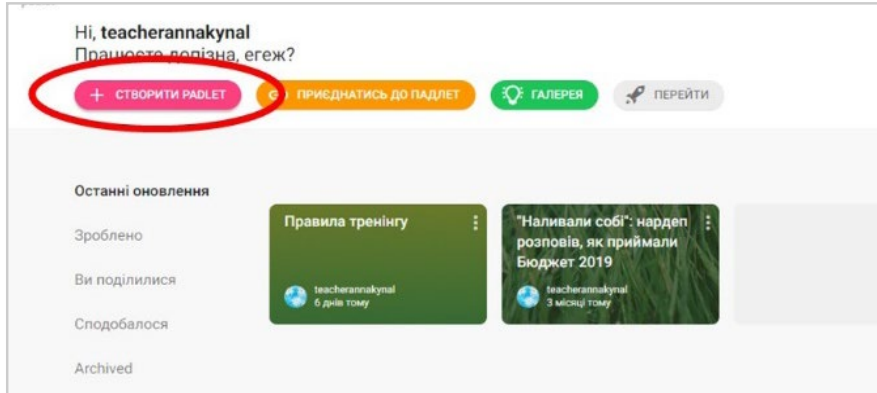 Hi, teacherannakynal
Працюєте допізна, егеж?
СТВОРИТИ PADLET
ПРИЄДНАТИСЬ ДО ПАДЛЕТ
ГАЛЕРЕЯ
ПЕРЕЙТИ
Останні оновлення
Зроблено
Ви поділилися
Сподобалося
Archived
Правила тренінгу
teacherannakynal
6 днів тому
"Наливали собі": нардеп
розповів, як приймали
Бюджет 2019
teacherannakynal
3 місяці тому